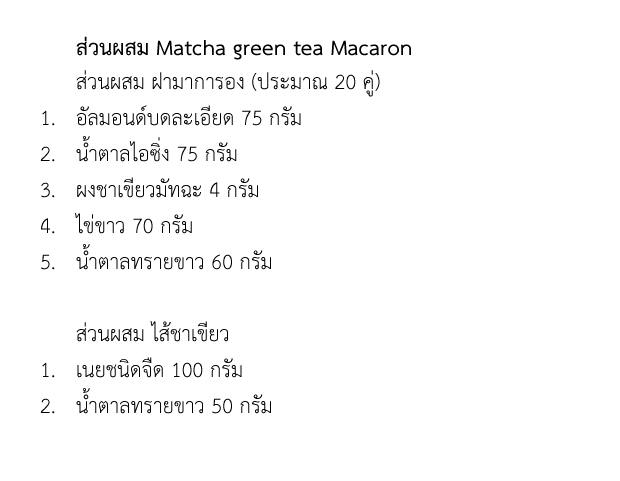 ส่วนผสม Matcha green tea Macaron
ส่วนผสม ฝามาการอง (ประมาณ 20 คู่)
1. อัลมอนด์บดละเอียด 75 กรัม
2. น้ำตาลไอซิ่ง 75 กรัม
3. ผงชาเขียวมัทฉะ 4 กรัม
4. ไข่ขาว 70 กรัม
5. น้ำตาลทรายขาว 60 กรัม
ส่วนผสม ไส้ชาเขียว
1. เนยชนิดจืด 100 กรัม
2. น้ำตาลทรายขาว 50 กรัม